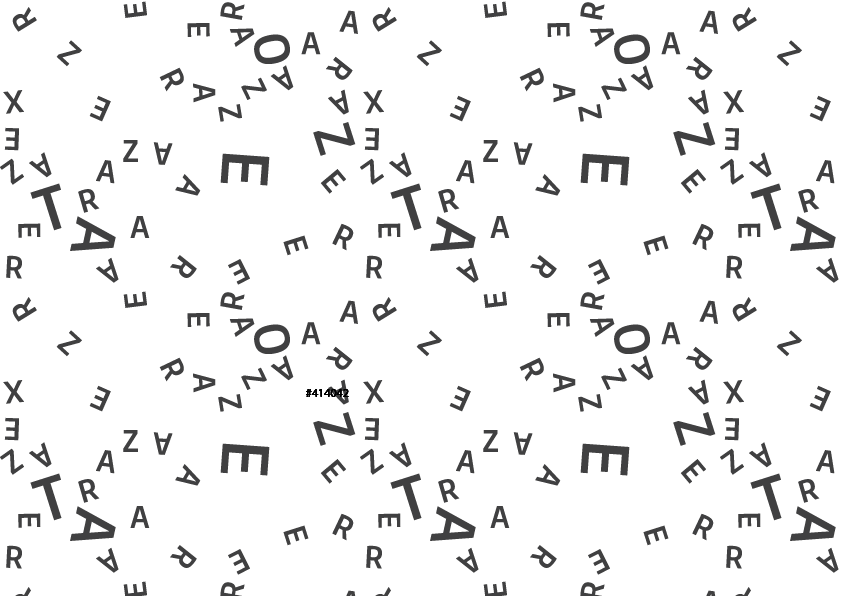 E R E R
R A R A R
E A E A
Z O A Z O A Z
R A Z A R R A Z A R
X E Z A X E Z A X E
E Z E Z E
Z A Z A
Z A A E Z A A E Z A A
A E A E
T R T R T R
E A A E R E A A E R E A
R A R E R A R E R A
E R E R
R A R A R
E A E A
Z O A Z O A Z
R A Z A R R A Z A R
#414042
X E Z A X E Z A X E
E Z E Z E
Z A Z A
Z A A E Z A A E Z A A
A E A E
T R T R T R
E A A E R E A A E R E A
R A R E R A R E R A
R E R R E R R